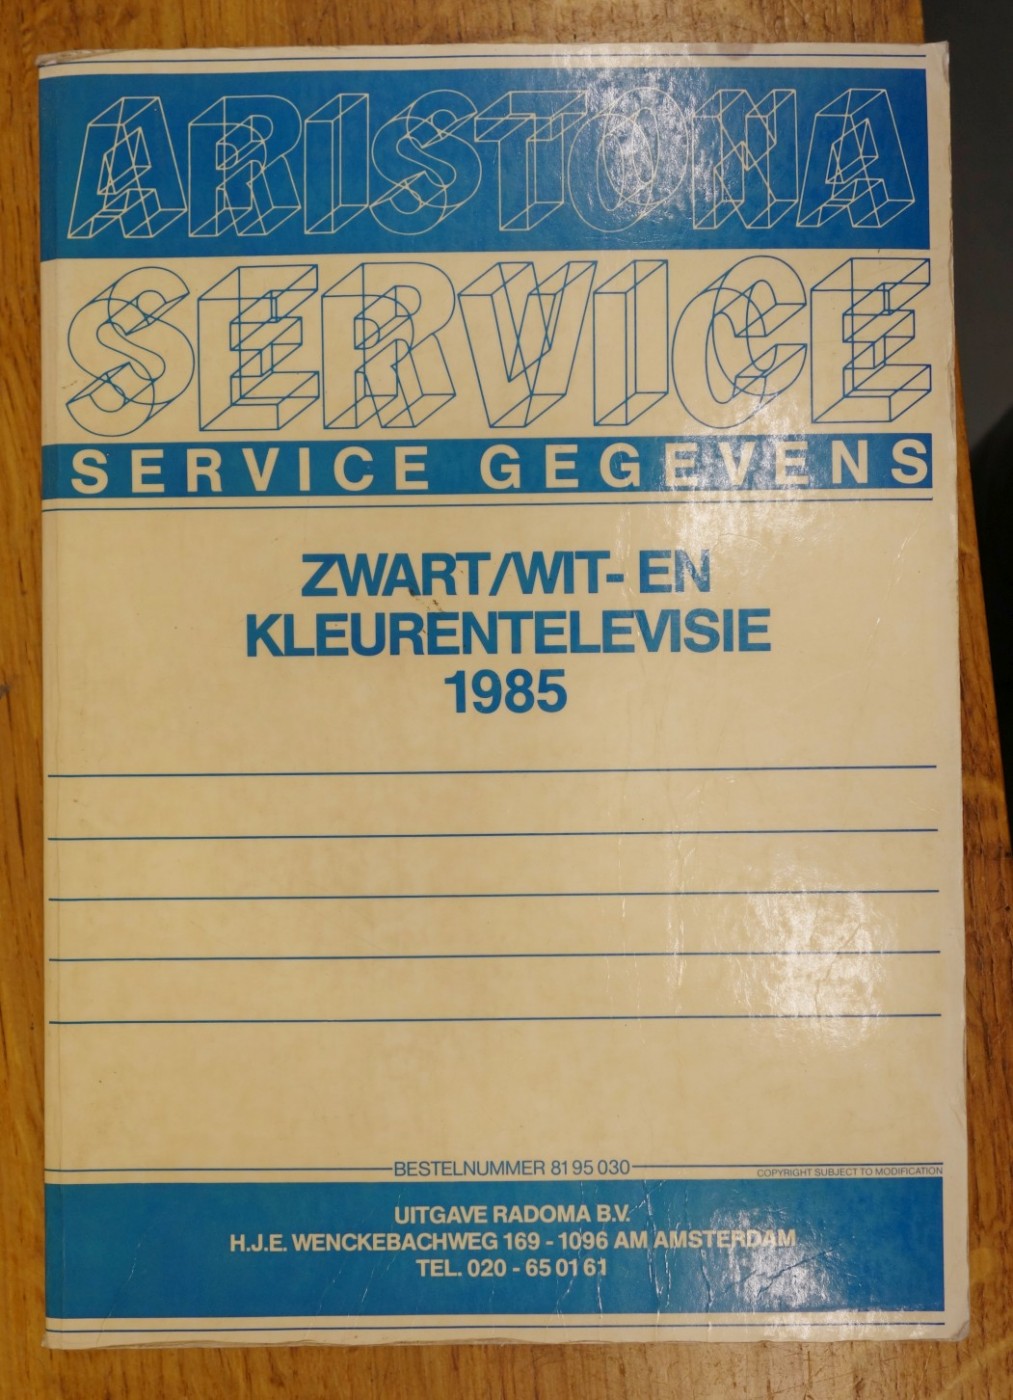 ARISTONA
SERVICE
SERVICE GEGEVENS
ZWART/WIT- EN
KLEURENTELEVISIE
1985
BESTELNUMMER 81 95 030
COPYRIGHT SUBJECT TO MODIFICATION
UITGAVE RADOMA B.V.
H.J.E. WENCKEBACHWEG 169 - 1096 AM AMSTERDAM
TEL. 020 - 65 01 61